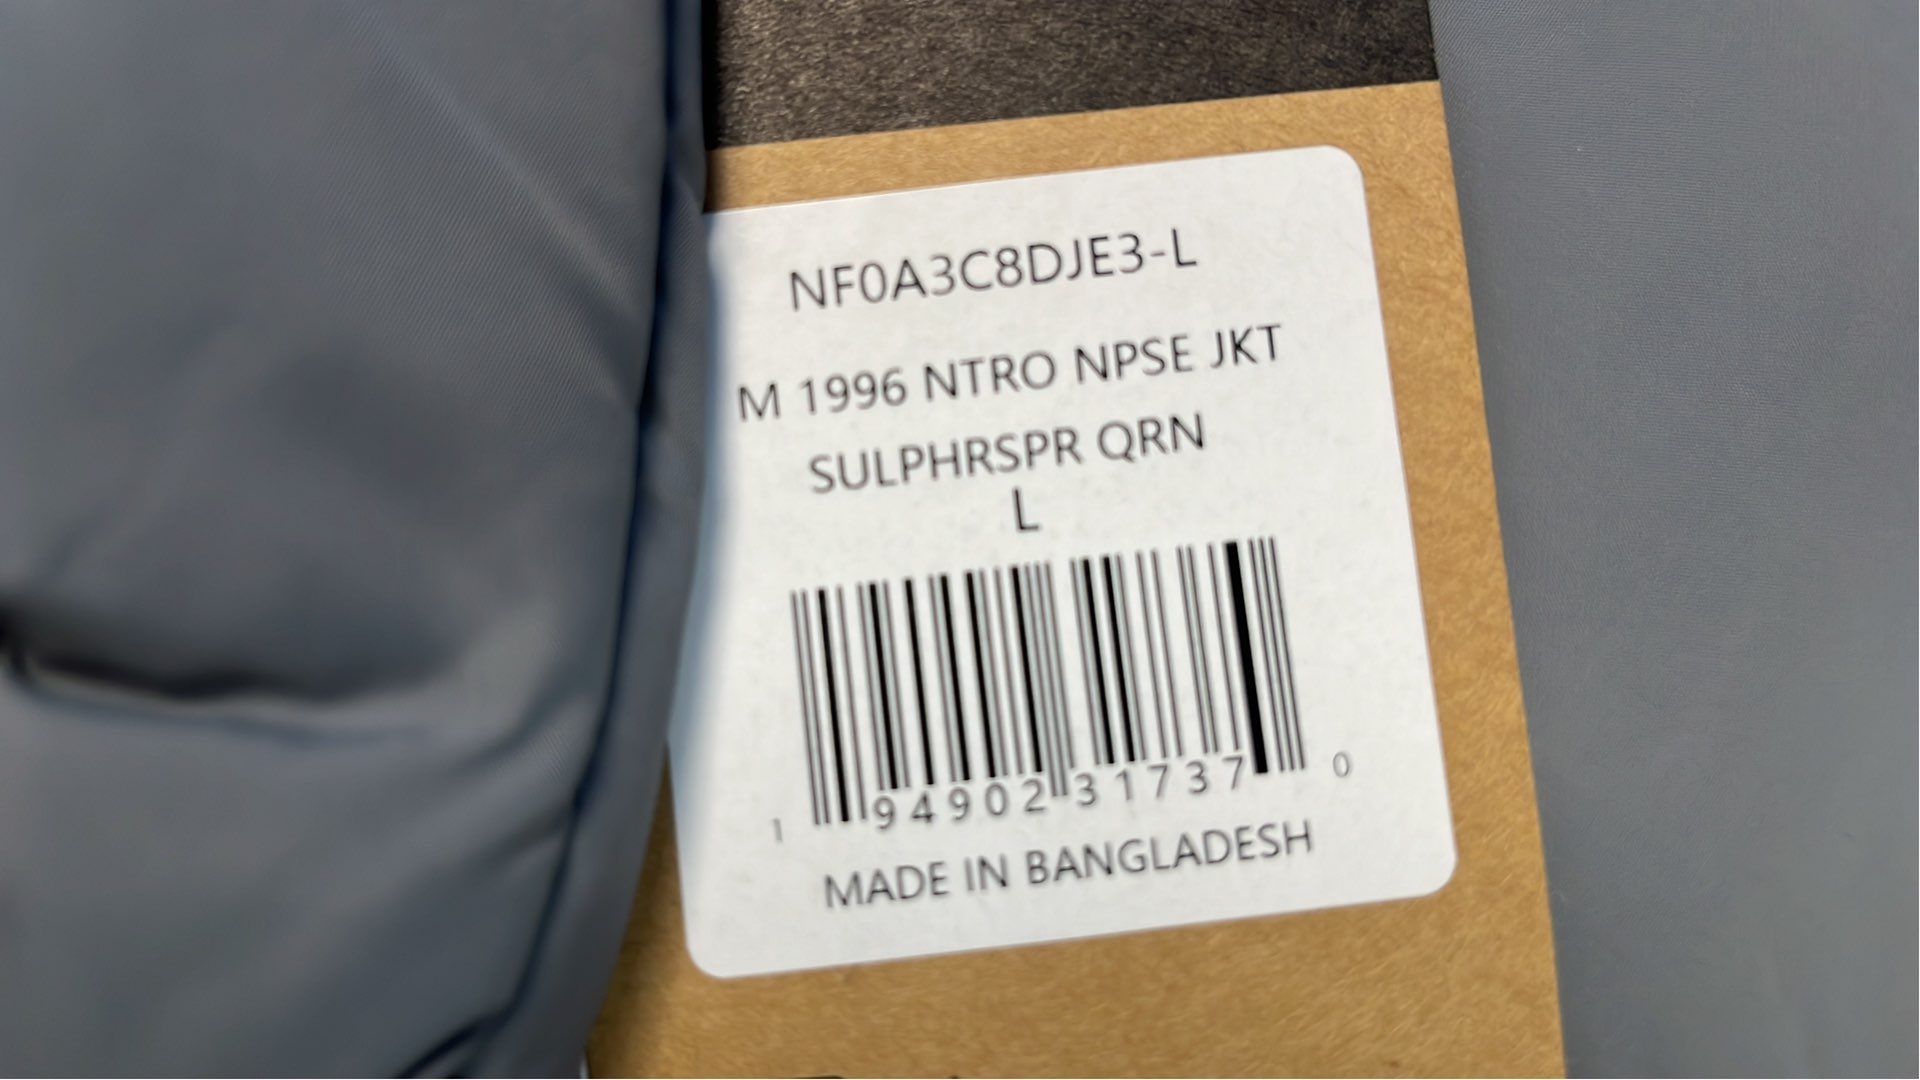 NF0A3C8DJE3-L
M 1996 NTRO NPSE JKT
SULPHRSPR QRN
L
1 94902 31737 0
MADE IN BANGLADESH